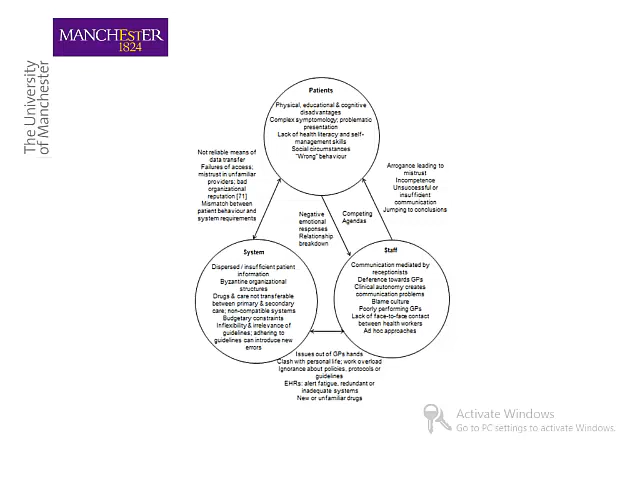 MANCHESTER
1824
The University
of Manchester
Patients
Physical, educational & cognitive
disadvantages
Complex symptomology; problematic
presentation
Lack of health literacy and self-
management skills
Social circumstances
"Wrong" behaviour
Not reliable means of
data transfer
Failures of access;
mistrust in unfamiliar
providers; bad
organizational
reputation [71]
Mismatch between
patient behaviour and
system requirements
Arrogance leading to
mistrust
Incompetence
Unsuccessful or
insufficient
communication
Jumping to conclusions
Negative
emotional
responses
Relationship
breakdown
Competing
Agendas
System
Dispersed / insufficient patient
information
Byzantine organizational
structures
Drugs & care not transferable
between primary & secondary
care; non-compatible systems
Budgetary constraints
Inflexibility & irrelevance of
guidelines; adhering to
guidelines can introduce new
errors
Staff
Communication mediated by
receptionists
Deference towards GPs
Clinical autonomy creates
communication problems
Blame culture
Poorly performing GPs
Lack of face-to-face contact
between health workers
Ad hoc approaches
Issues out of GPs hands
Clash with personal life; work overload
Ignorance about policies, protocols or
guidelines
EHRs: alert fatigue, redundant or
inadequate systems
New or unfamiliar drugs
Activate Windows
Go to PC settings to activate Windows.